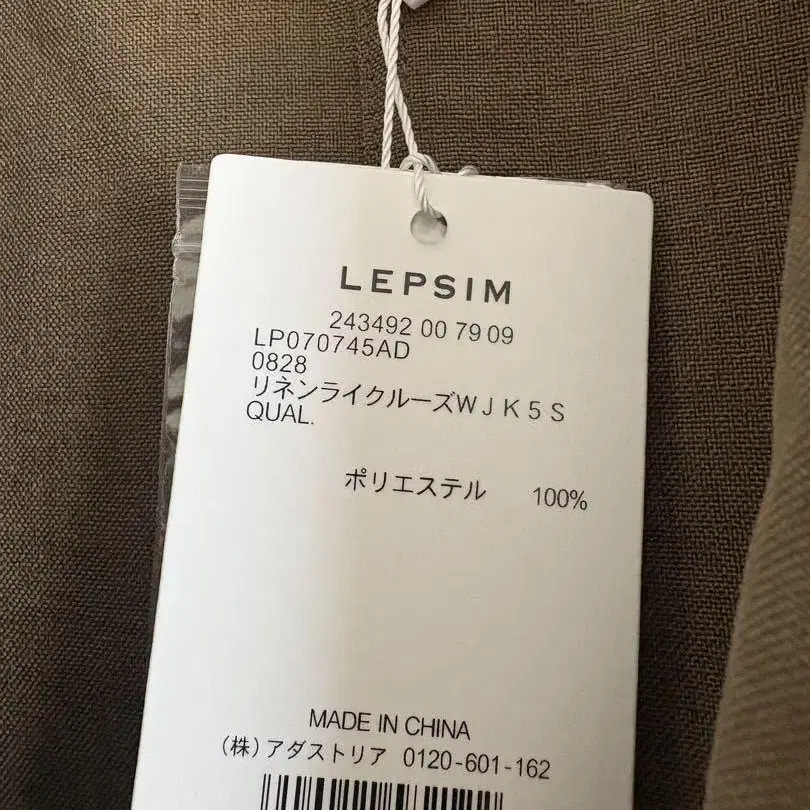 LEPSIM
243492 00 79 09
LP070745AD
0828
リネンライクルーズWJK5S
QUAL.
ポリエステル 100%
MADE IN CHINA
(株)アダストリア 0120-601-162